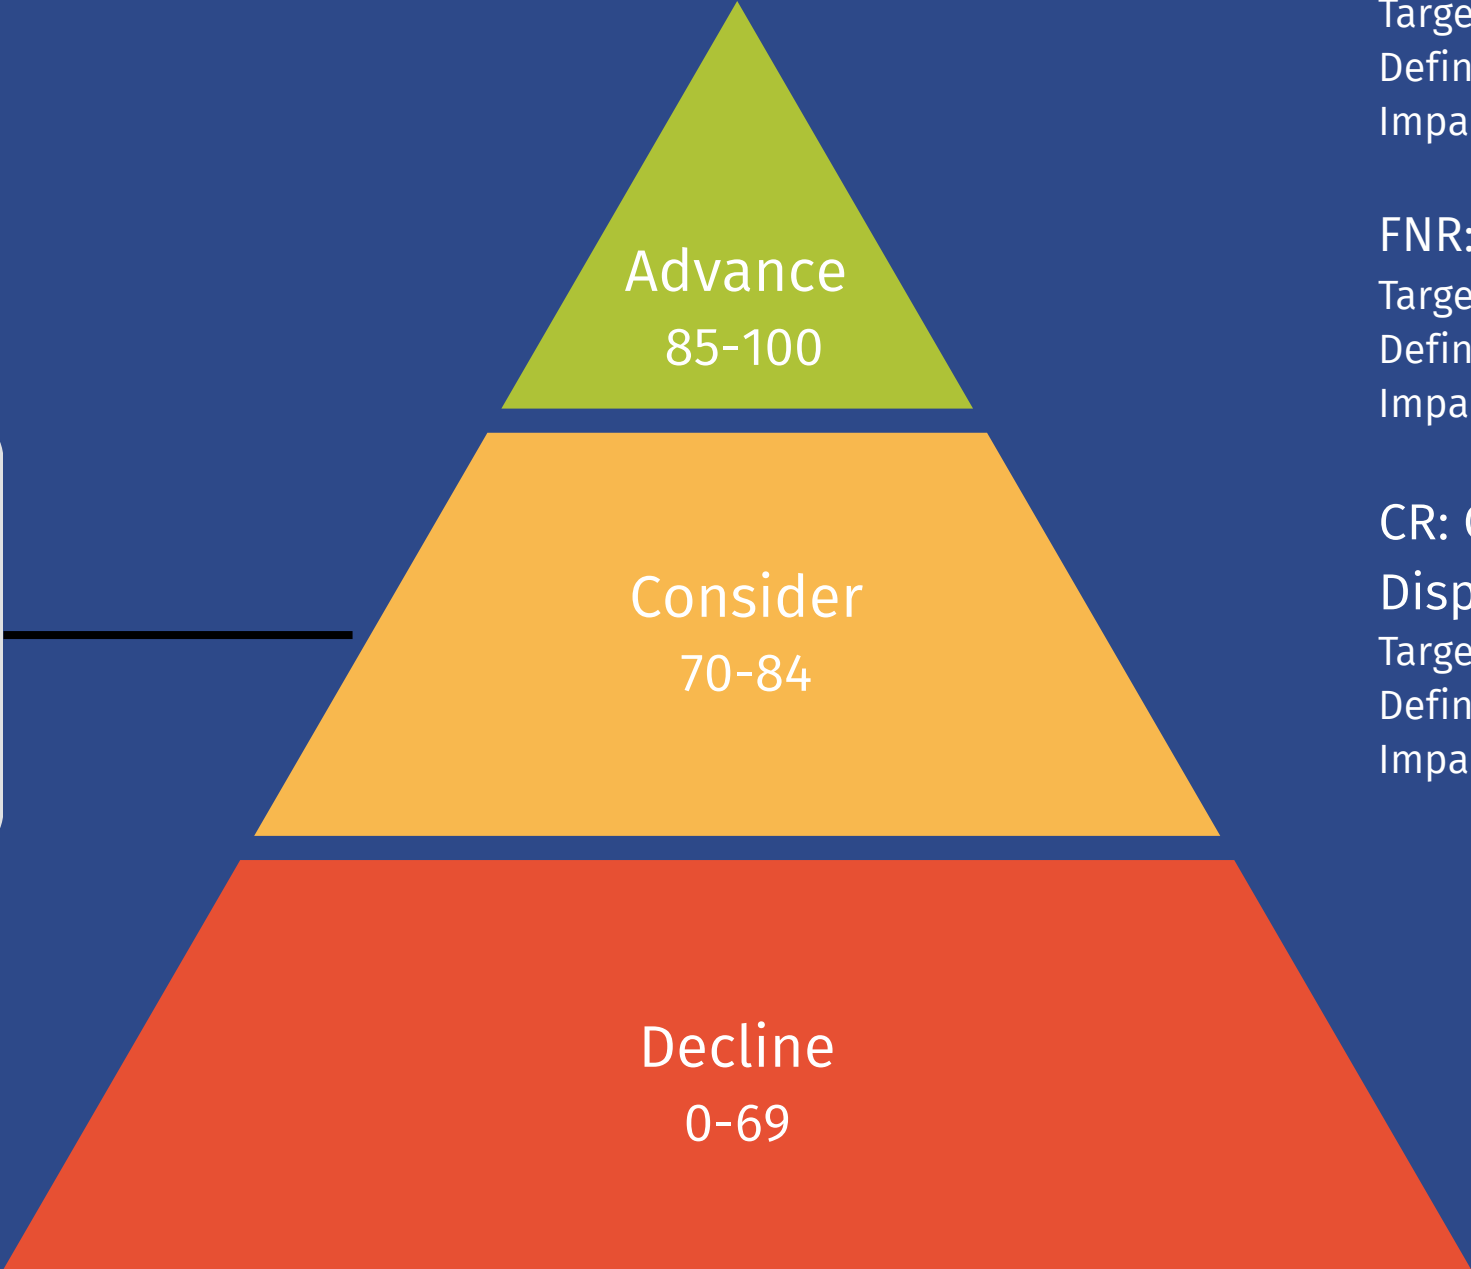 Advance
85-100
Consider
70-84
Decline
0-69
Targe
Defin
Impa
FNR:
Targe
Defin
Impa
CR:
Disp
Targe
Defin
Impa